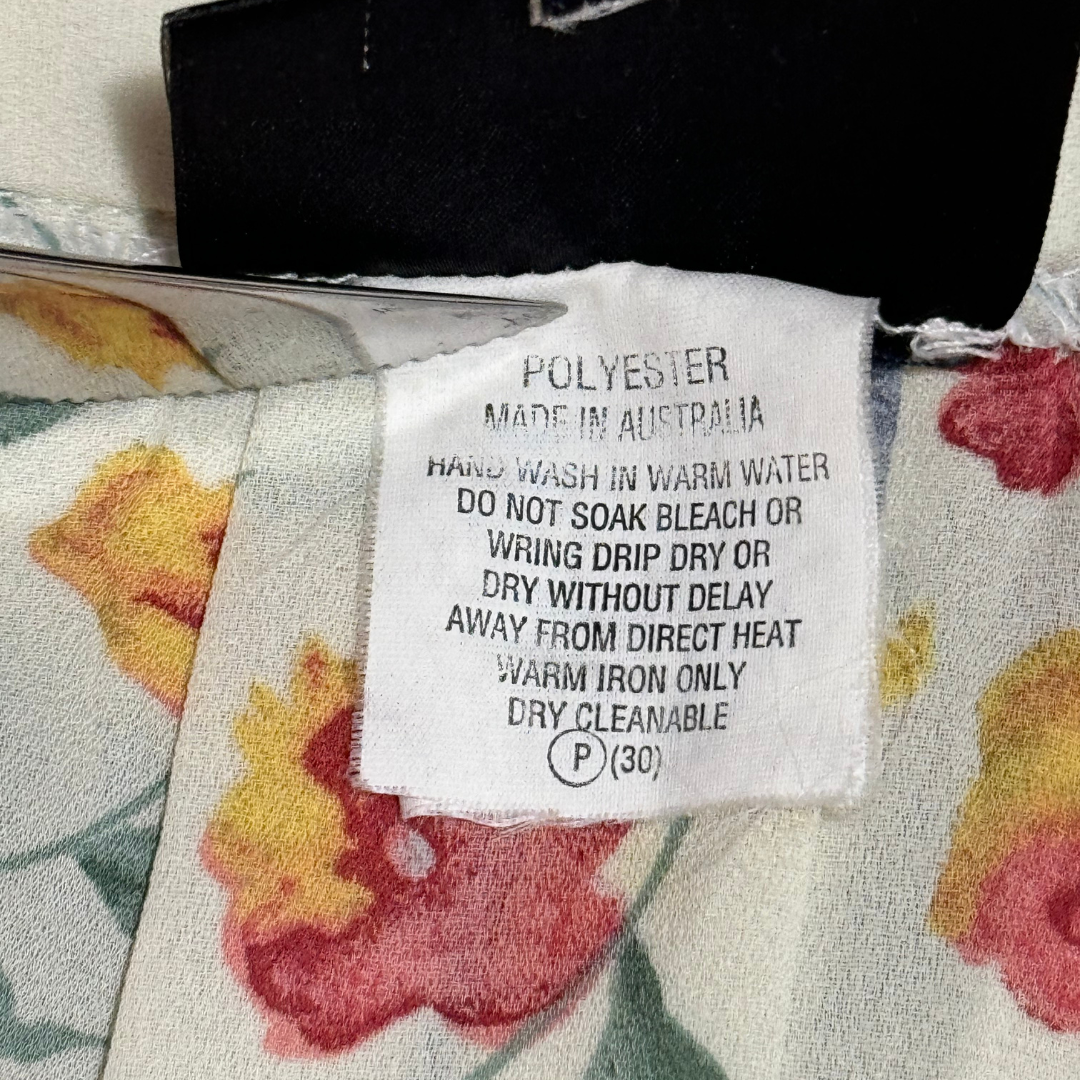 POLYESTER
MADE IN AUSTRALIA
HAND WASH IN WARM WATER
DO NOT SOAK BLEACH OR
WRING DRIP DRY OR
DRY WITHOUT DELAY
AWAY FROM DIRECT HEAT
WARM IRON ONLY
DRY CLEANABLE
P (30)